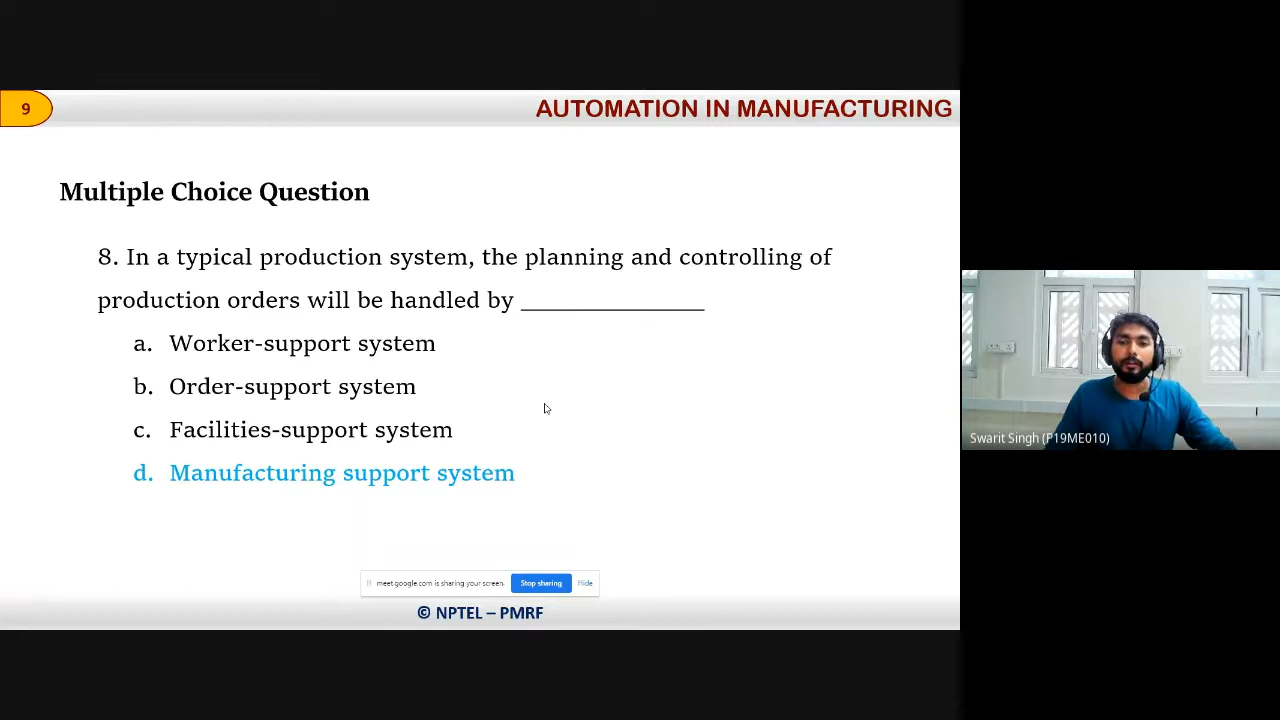 9
AUTOMATION IN MANUFACTURING
Multiple Choice Question
8. In a typical production system, the planning and controlling of
production orders will be handled by _______________
a. Worker-support system
b. Order-support system
c. Facilities-support system
d. Manufacturing support system
meet.google.com is sharing your screen.
Stop sharing
Hide
© NPTEL – PMRF
Swarit Singh (P19ME010)